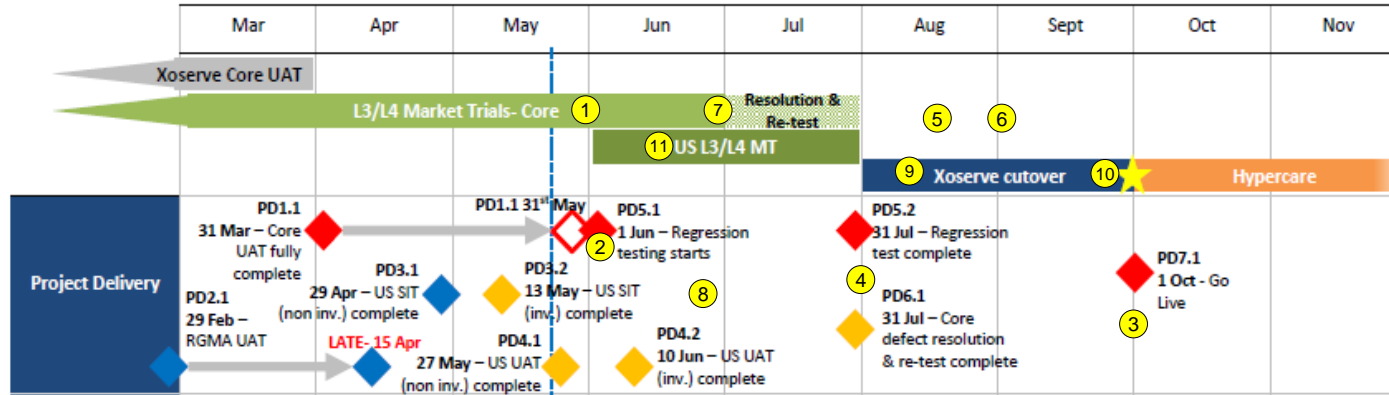 Mar Apr May Jun Jul Aug Sept Oct Nov
Xoserve Core UAT
L3/L4 Market Trials- Core 1 7
Resolution &
Re-test
5 6
11 US L3/L4 MT
9 Xoserve cutover 10 Hypercare
Project Delivery
PD1.1
31 Mar – Core
UAT fully
complete
PD1.1 31st May
2
PD5.1
1 Jun – Regression
testing starts
PD5.2
31 Jul – Regression
test complete
PD7.1
1 Oct - Go
Live
3
PD3.1
29 Apr – US SIT
(non inv.) complete
PD3.2
13 May – US SIT
(inv.) complete
8
4
PD6.1
31 Jul – Core
defect resolution
& re-test complete
PD2.1
29 Feb –
RGMA UAT
LATE- 15 Apr
PD4.1
27 May – US UAT
(non inv.) complete
PD4.2
10 Jun – US UAT
(inv.) complete